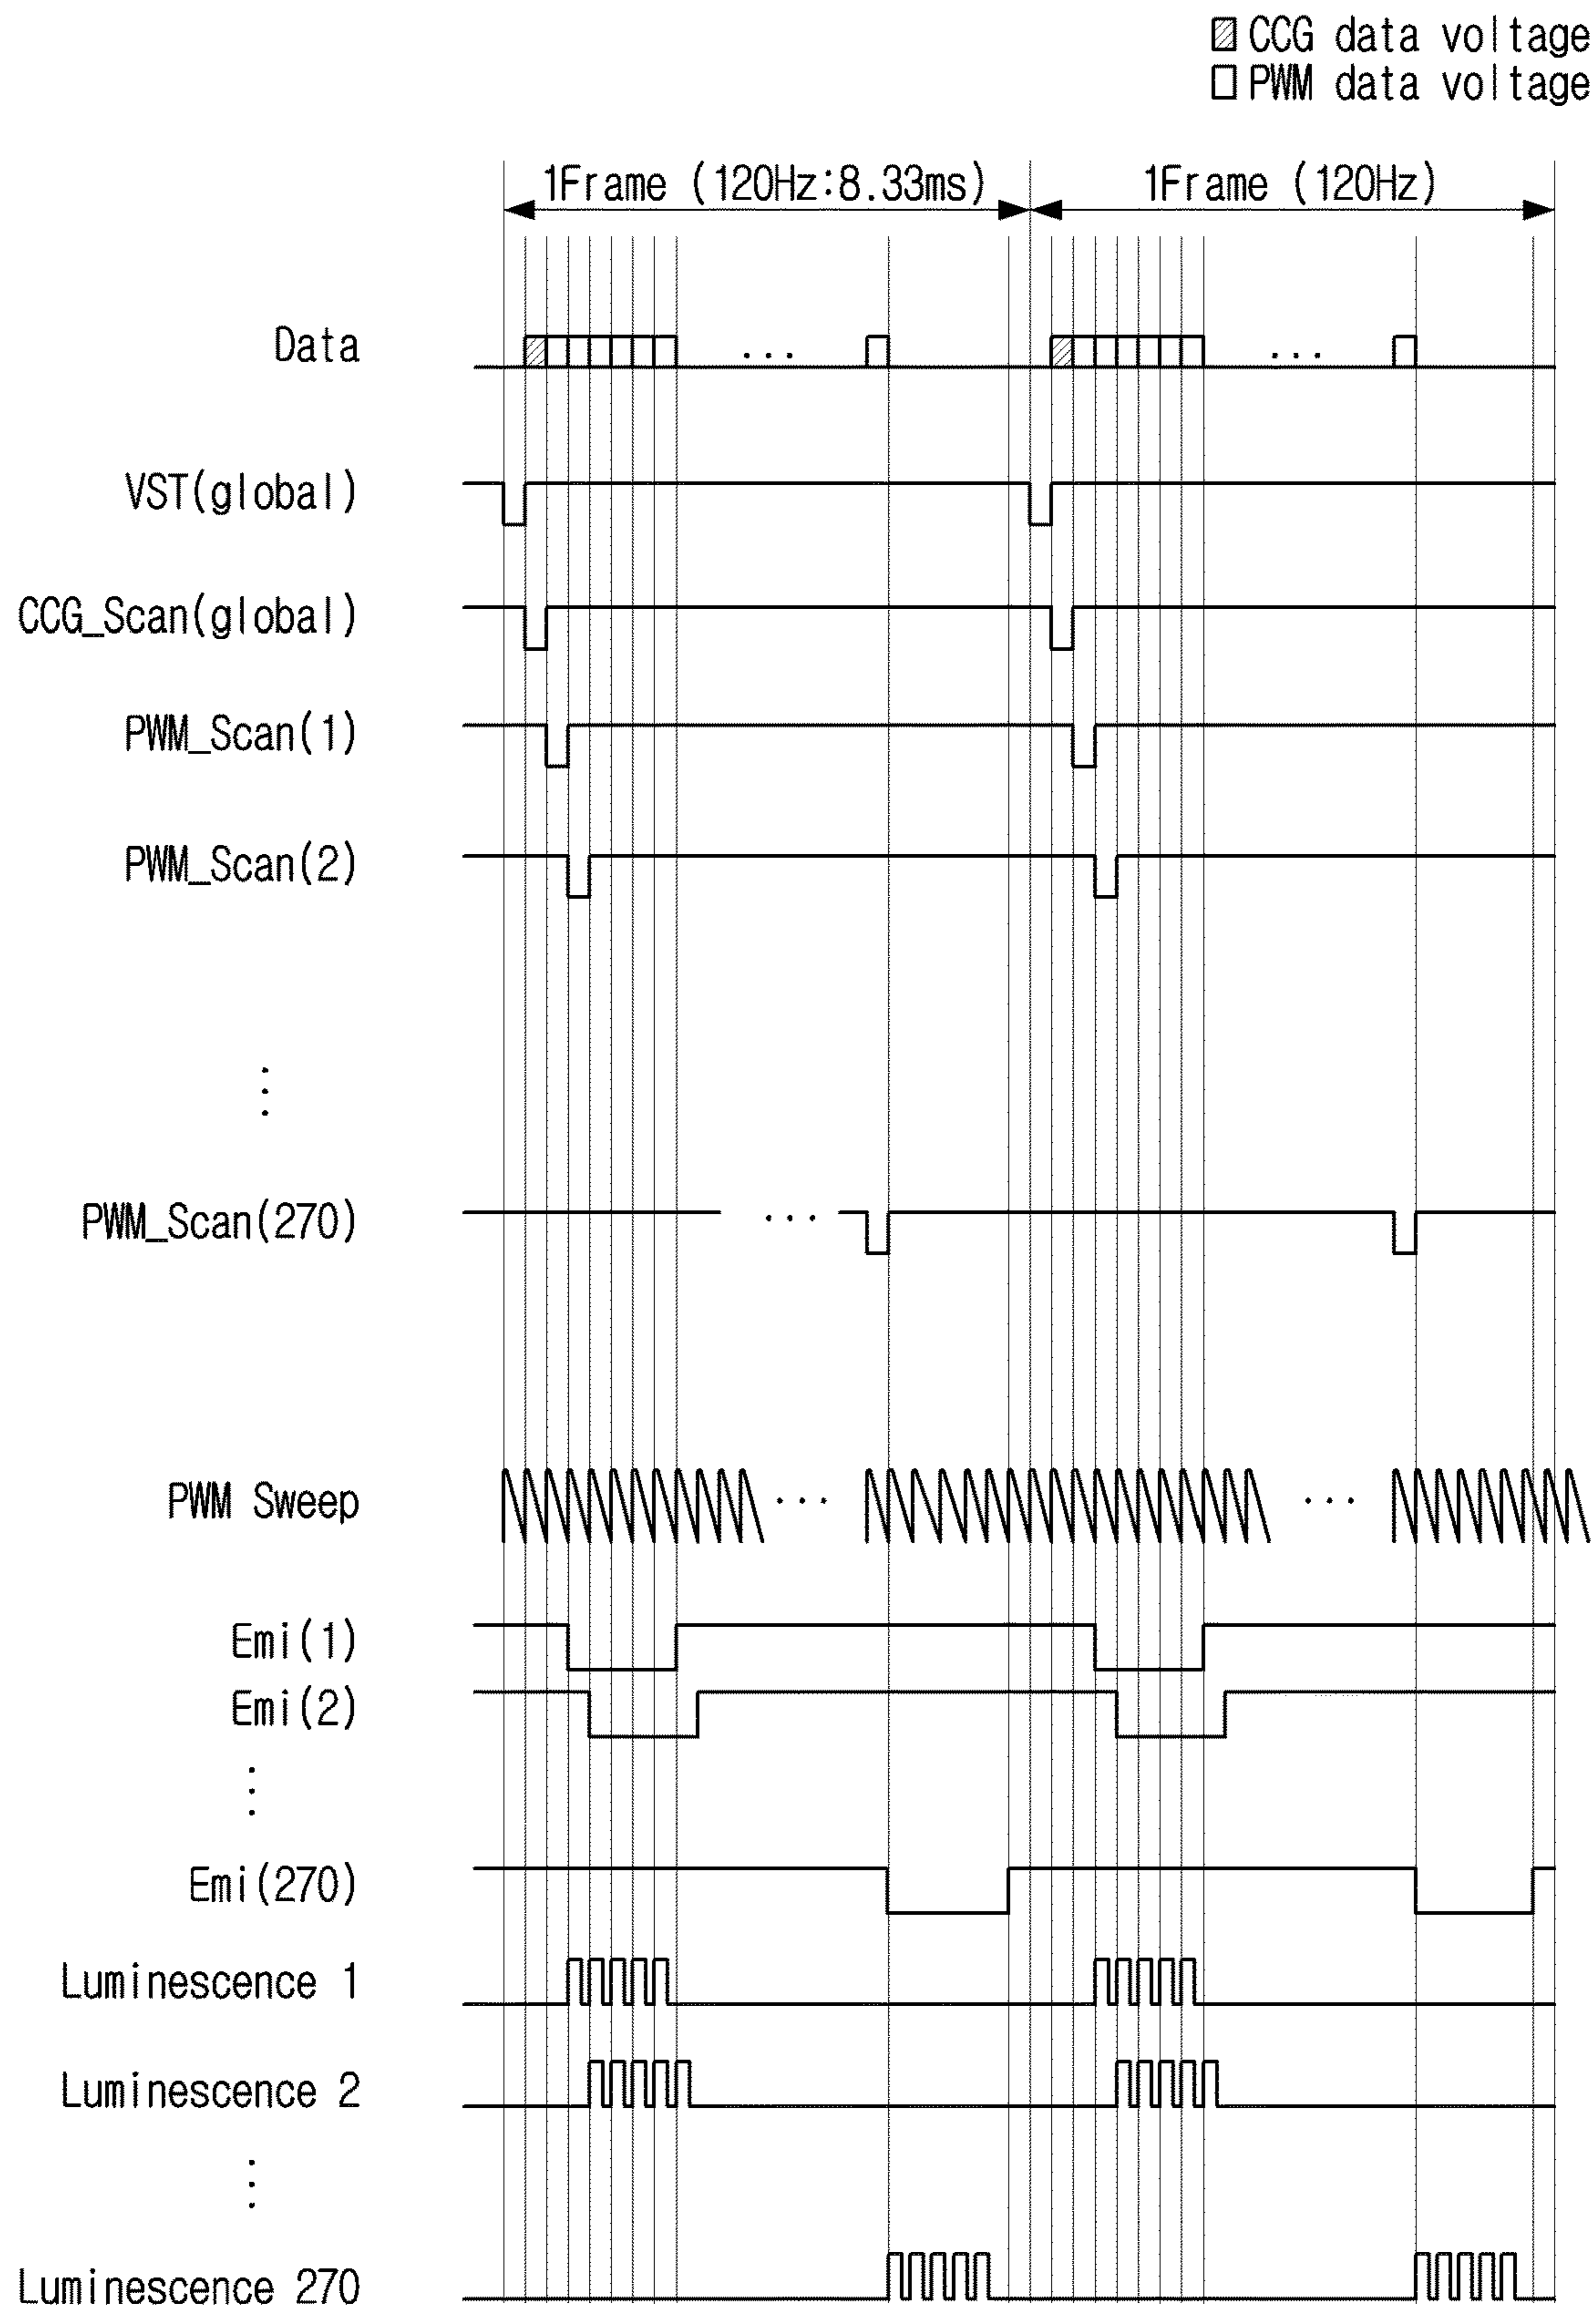 CCG data voltage
PWM data voltage
1Frame (120Hz:8.33ms) 1Frame (120Hz)
Data ... ...
VST(global)
CCG_Scan(global)
PWM_Scan(1)
PWM_Scan(2)
⋮
PWM_Scan(270) ...
PWM Sweep ... ...
Emi(1)
Emi(2)
⋮
Emi(270)
Luminescence 1
Luminescence 2
⋮
Luminescence 270